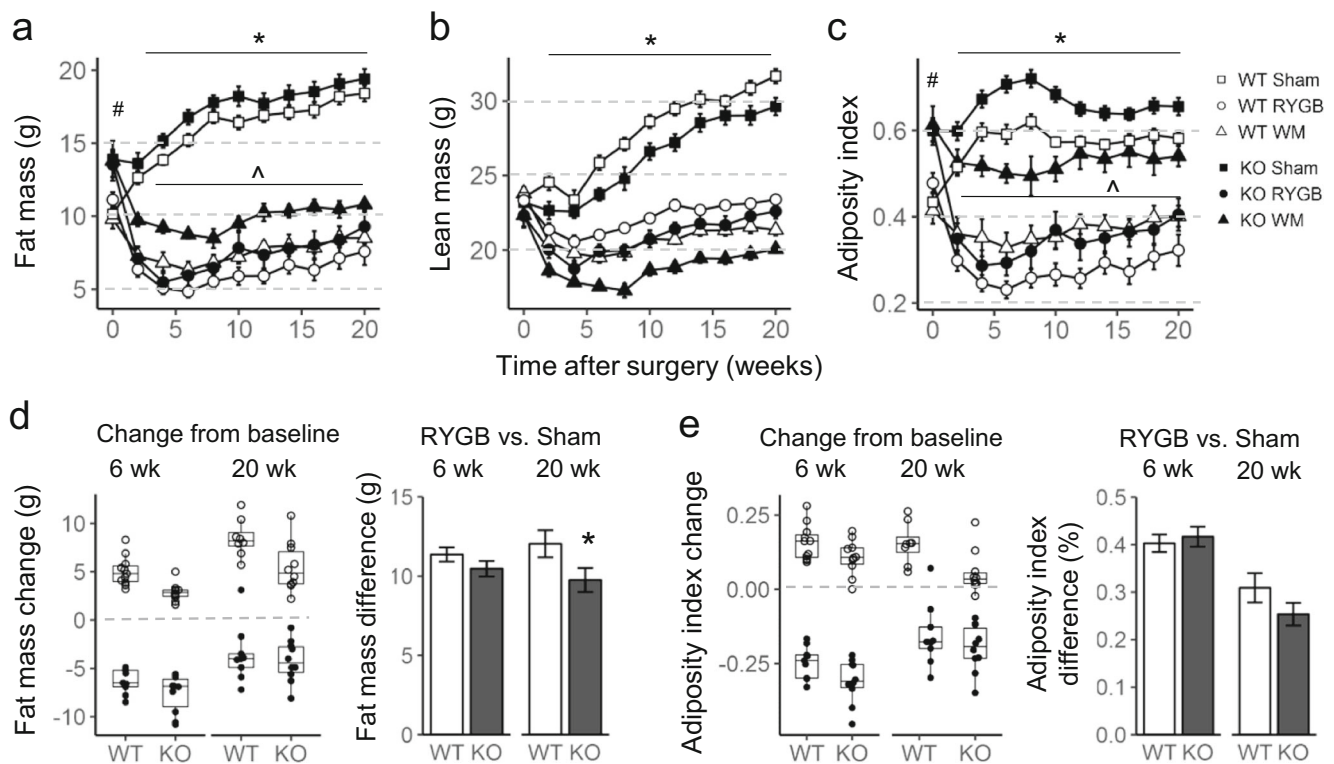 a
b
c
*
*
*
#
#
^
^
Fat mass (g)
20
15
10
5
0 5 10 15 20
Lean mass (g)
30
25
20
0 5 10 15 20
Adiposity index
0.6
0.4
0.2
0 5 10 15 20
Time after surgery (weeks)
WT Sham
WT RYGB
WT WM
KO Sham
KO RYGB
KO WM
d
Change from baseline
6 wk 20 wk
Fat mass change (g)
10
5
0
-5
-10
WT KO WT KO
RYGB vs. Sham
6 wk 20 wk
Fat mass difference (g)
15
10
5
0
*
WT KO WT KO
e
Change from baseline
6 wk 20 wk
Adiposity index change
0.25
0.00
-0.25
WT KO WT KO
RYGB vs. Sham
6 wk 20 wk
Adiposity index
difference (%)
0.5
0.4
0.3
0.2
0.1
0.0
WT KO WT KO